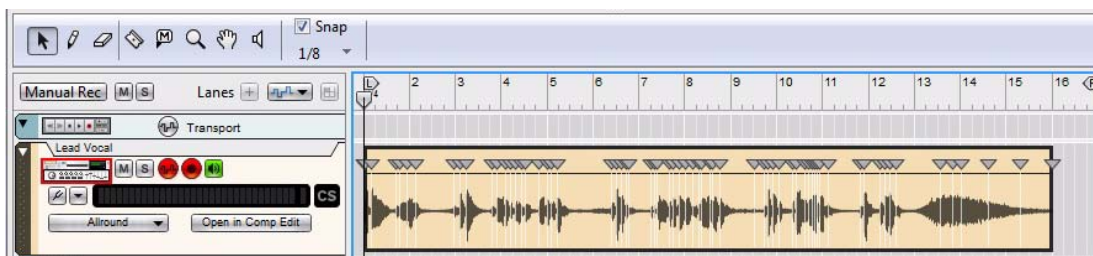 Snap
1/8
Manual Rec M S Lanes
L 4 2 3 4 5 6 7 8 9 10 11 12 13 14 15 16
Transport
Lead Vocal
M S
CS
Allround Open in Comp Edit